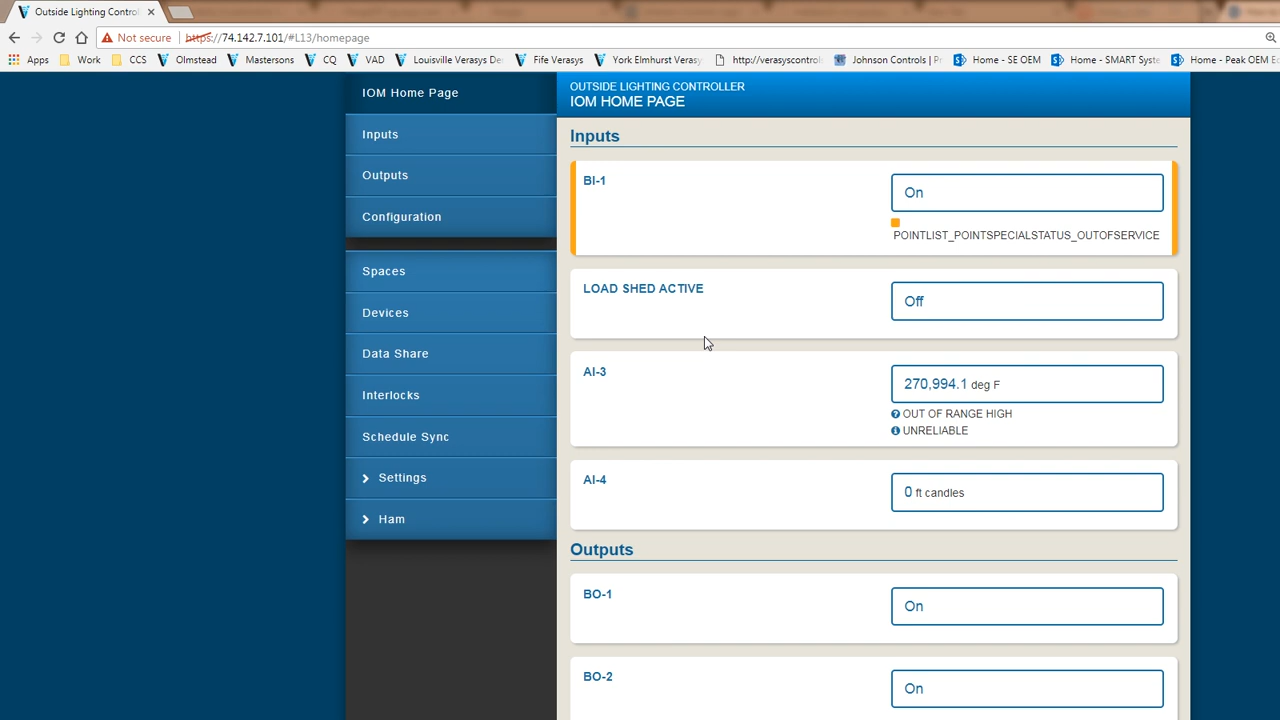 Outside Lighting Contro
Not secure
https://74.142.7.101/#L13/homepage
Apps
Work
CCS
Olmstead
Mastersons
CQ
VAD
Louisville Verasys De
Fife Verasys
York Elmhurst Verasy
http://verasyscontrol
Johnson Controls | Pr
Home - SE OEM
Home - SMART Syste
Home - Peak OEM E
IOM Home Page
Inputs
Outputs
Configuration
Spaces
Devices
Data Share
Interlocks
Schedule Sync
Settings
Ham
OUTSIDE LIGHTING CONTROLLER
IOM HOME PAGE
Inputs
BI-1
On
POINTLIST_POINTSPECIALSTATUS_OUTOFSERVICE
LOAD SHED ACTIVE
Off
AI-3
270,994.1 deg F
OUT OF RANGE HIGH
UNRELIABLE
AI-4
0 ft candles
Outputs
BO-1
On
BO-2
On